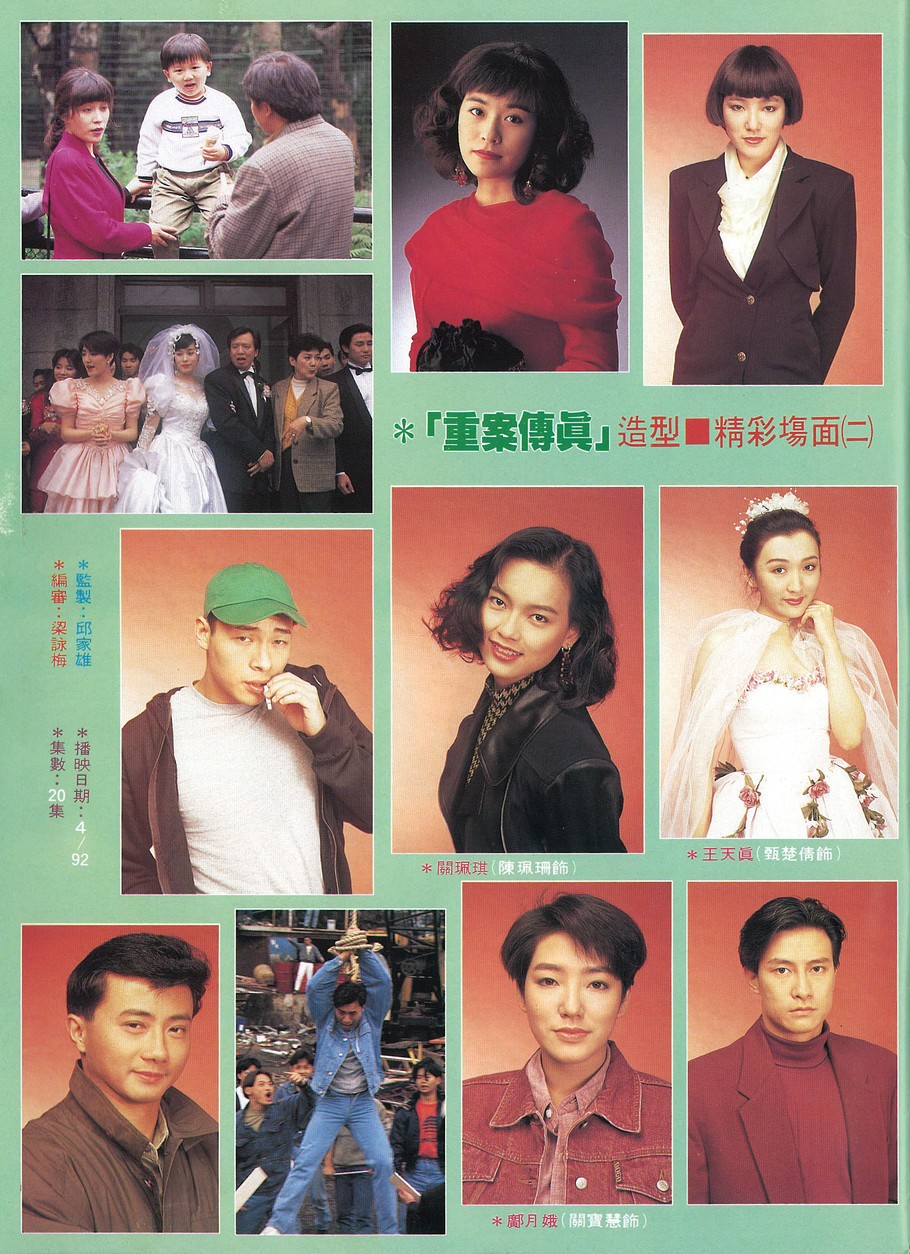 ＊「重案傳眞」造型■精彩場面㈡
＊監製：邱家雄
＊編審：梁詠梅
＊播映日期：4/92
＊集數：20集
＊關珮琪（陳珮珊飾）
＊王天眞（甄楚倩飾）
＊鄺月娥（關寶慧飾）